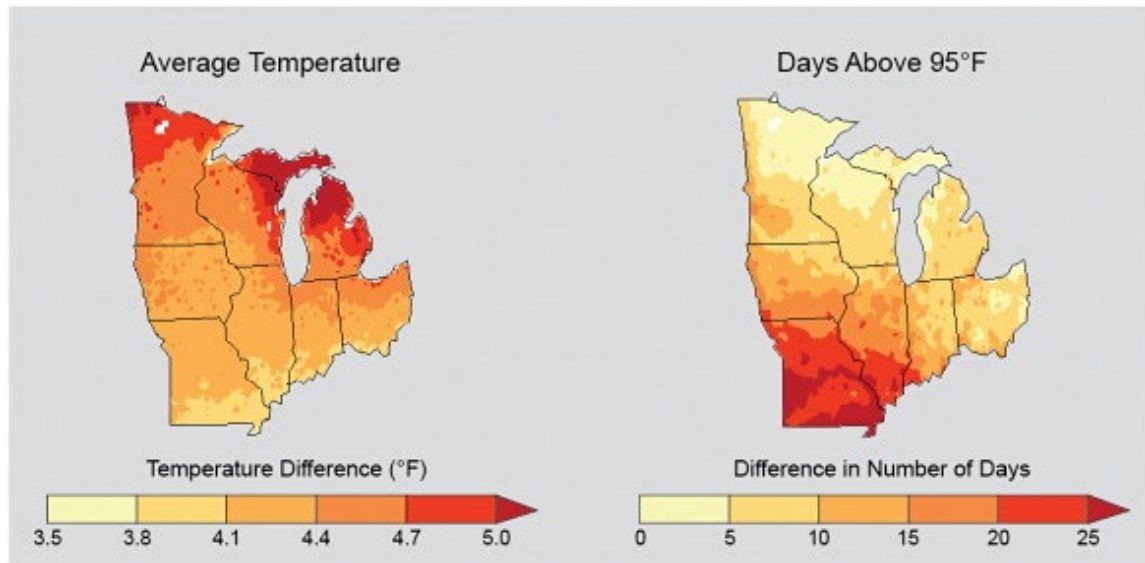 Average Temperature
Days Above 95°F
Temperature Difference (°F)
3.5 3.8 4.1 4.4 4.7 5.0
Difference in Number of Days
0 5 10 15 20 25